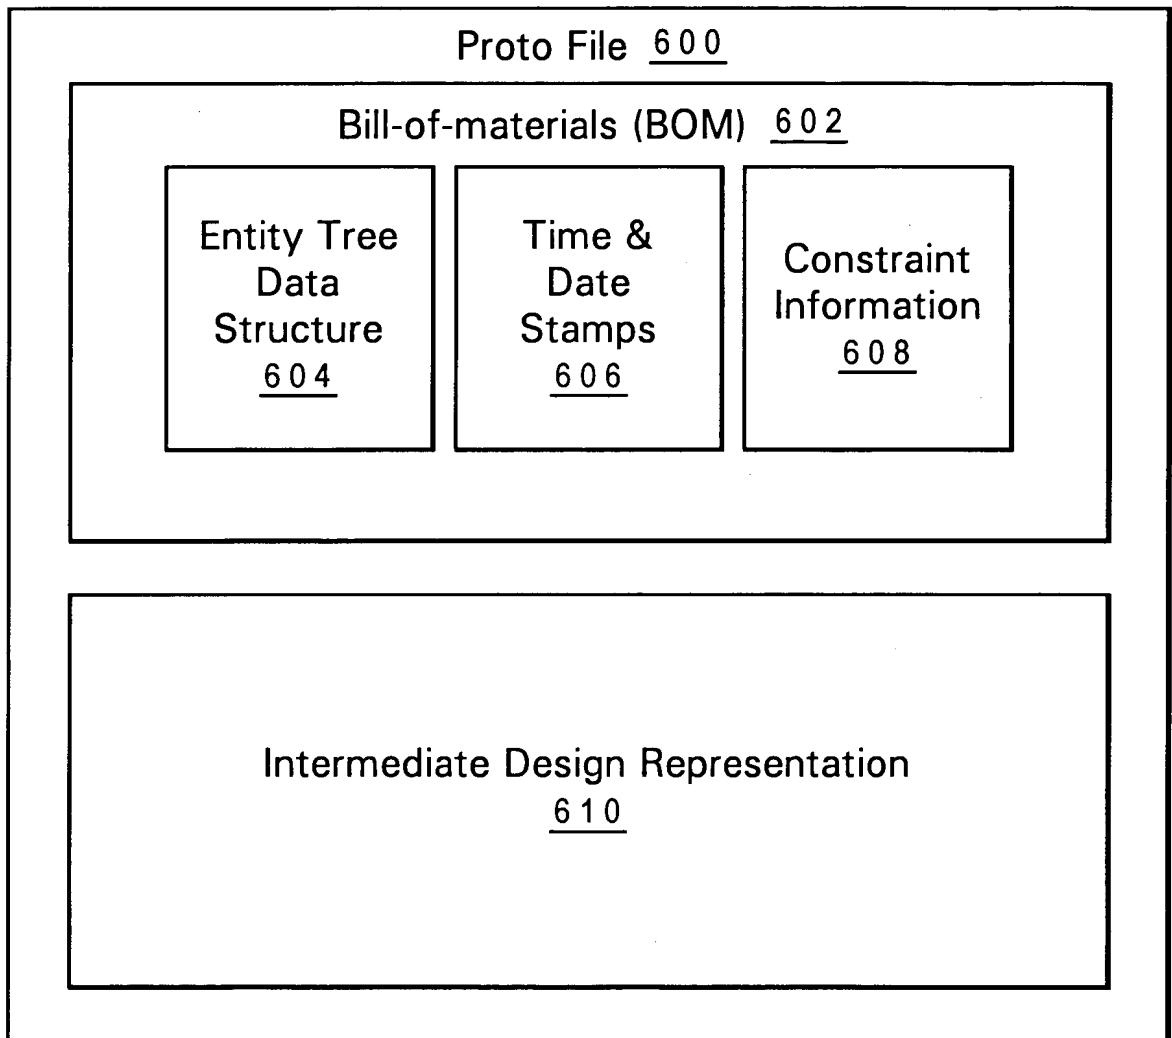 Proto File 600
Bill-of-materials (BOM) 602
Entity Tree
Data
Structure
604
Time &
Date
Stamps
606
Constraint
Information
608
Intermediate Design Representation
610